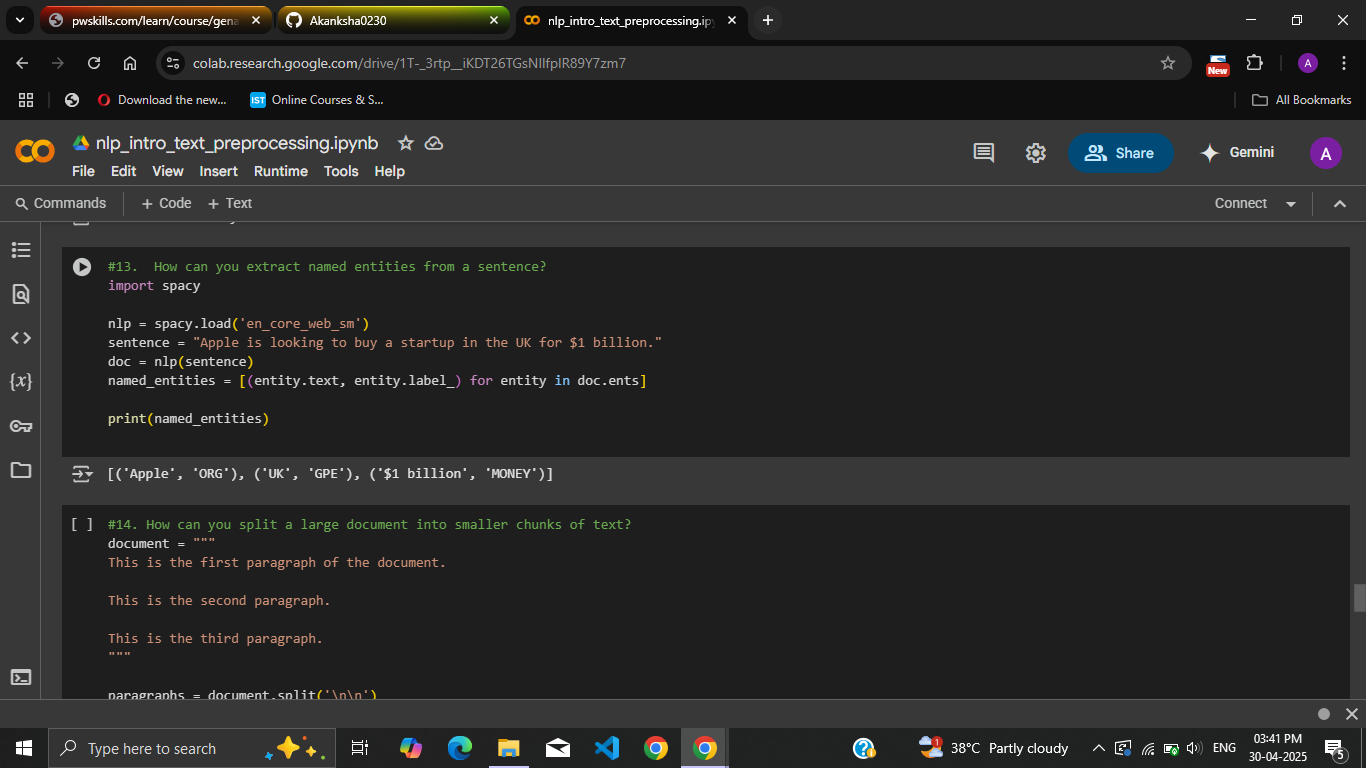 pwskills.com/learn/course/gena
Akanksha0230
nlp_intro_text_preprocessing.ip
colab.research.google.com/drive/1T-_3rtp__iKDT26TGsNIlfpIR89Y7zm7
New
A
Download the new...
IST
Online Courses & S...
All Bookmarks
nlp_intro_text_preprocessing.ipynb
File Edit View Insert Runtime Tools Help
Share
Gemini
A
Commands
+ Code
+ Text
Connect
#13.  How can you extract named entities from a sentence?
import spacy
nlp = spacy.load('en_core_web_sm')
sentence = "Apple is looking to buy a startup in the UK for $1 billion."
doc = nlp(sentence)
named_entities = [(entity.text, entity.label_) for entity in doc.ents]
print(named_entities)
[('Apple', 'ORG'), ('UK', 'GPE'), ('$1 billion', 'MONEY')]
[ ]
#14. How can you split a large document into smaller chunks of text?
document = """
This is the first paragraph of the document.
This is the second paragraph.
This is the third paragraph.
"""
paragraphs = document.split('\n\n')
Type here to search
1
38°C Partly cloudy
ENG
03:41 PM
30-04-2025
5